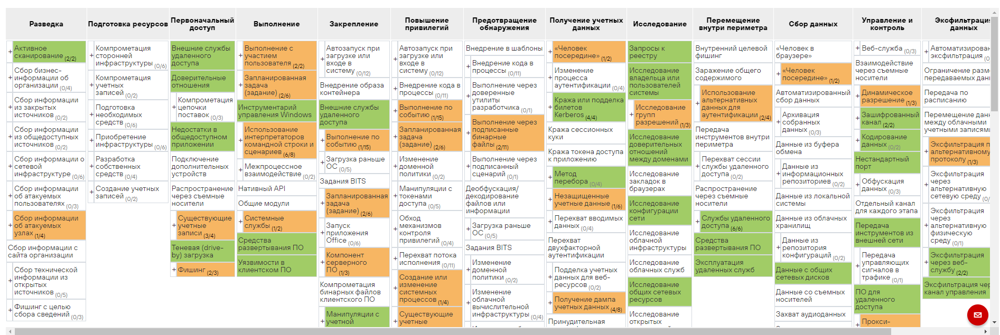 Разведка
Активное
сканирование (2/2)
Сбор бизнес-
информации об
организации (0/4)
Сбор информации
из закрытых
источников (0/2)
Сбор информации
из общедоступных
источников (0/2)
Сбор информации о
сетевой
инфраструктуре (0/6)
Сбор информации
об атакуемых
пользователях (0/3)
Сбор информации
об атакуемых
узлах (1/4)
Сбор информации с
сайта организации
Сбор технической
информации из
открытых
источников (0/5)
Фишинг с целью
сбора сведений (0/3)
Подготовка ресурсов
Компрометация
сторонней
инфраструктуры (0/6)
Компрометация
учетных
записей (0/2)
Подготовка
необходимых
средств (0/6)
Приобретение
инфраструктуры (0/6)
Разработка
собственных
средств (0/4)
Создание учетных
записей (0/2)
Первоначальный
доступ
Внешние службы
удаленного
доступа
Доверительные
отношения
Компрометация
цепочки
поставок (0/3)
Недостатки в
общедоступном
приложении
Подключение
дополнительных
устройств
Распространение
через съемные
носители
Существующие
учетные
записи (3/4)
Теневая (drive-
by) загрузка
Фишинг (2/3)
Выполнение
Выполнение с
участием
пользователя (2/2)
Запланированная
задача
(задание) (2/6)
Инструментарий
управления Windows
Использование
интерпретаторов
командной строки и
сценариев (6/8)
Межпроцессное
взаимодействие (0/2)
Нативный API
Общие модули
Системные
службы (1/2)
Средства
развертывания ПО
Уязвимости в
клиентском ПО
Закрепление
Автозапуск при
загрузке или
входе в
систему (0/12)
Внедрение образа
контейнера
Внешние службы
удаленного
доступа
Выполнение по
событию (1/15)
Загрузка раньше
ОС (0/5)
Задания BITS
Запланированная
задача
(задание) (2/6)
Запуск
приложения
Office (0/6)
Компонент
серверного
ПО (1/3)
Компрометация
бинарных файлов
клиентского ПО
Манипуляции с
учетной
Повышение
привилегий
Автозапуск при
загрузке или
входе в
систему (0/12)
Внедрение кода в
процессы (0/11)
Выполнение по
событию (1/15)
Запланированная
задача
(задание) (2/6)
Изменение
доменной
политики (0/2)
Манипуляции с
токенами
доступа (0/5)
Обход
механизмов
контроля
привилегий (0/4)
Перехват потока
исполнения (0/11)
Создание или
изменение
системных
процессов (1/4)
Существующие
учетные
Предотвращение
обнаружения
Внедрение в шаблоны
Внедрение кода в
процессы (0/11)
Выполнение через
доверенные
утилиты
разработчика (0/1)
Выполнение через
подписанные
бинарные
файлы (2/11)
Выполнение через
подписанный
сценарий (0/1)
Деобфускация/
декодирование
файлов или
информации
Загрузка раньше
ОС (0/5)
Задания BITS
Изменение
доменной
политики (0/2)
Изменение
облачной
вычислительной
инфраструктуры (0/4)
Получение учетных
данных
«Человек
посередине» (1/2)
Изменение
процесса
аутентификации (0/4)
Кража или подделка
билетов
Kerberos (4/4)
Кража сессионных
куки
Кража токена доступа
к приложению
Метод
перебора (0/4)
Незащищенные
учетные данные (1/6)
Перехват вводимых
данных (0/4)
Перехват
двухфакторной
аутентификации
Подделка учетных
данных для веб-
ресурсов (0/2)
Получение дампа
учетных данных (4/8)
Принудительная
Исследование
Запросы к
реестру
Исследование
владельца или
пользователей
системы
Исследование
групп
разрешений (1/3)
Исследование
доверительных
отношений
между доменами
Исследование
закладок в
браузерах
Исследование
конфигурации
сети
Исследование
облачной
инфраструктуры
Исследование
облачных служб
Исследование
общих сетевых
ресурсов
Исследование
открытых
Перемещение
внутри периметра
Внутренний целевой
фишинг
Заражение общего
содержимого
Использование
альтернативных
данных для
аутентификации (2/4)
Передача
инструментов внутри
периметра
Перехват сессии
службы удаленного
доступа (0/2)
Распространение
через съемные
носители
Службы удаленного
доступа (6/6)
Средства
развертывания ПО
Эксплуатация
удаленных служб
Сбор данных
«Человек в
браузере»
«Человек
посередине» (1/2)
Автоматизированный
сбор данных
Архивация
собранных
данных (0/3)
Данные из буфера
обмена
Данные из
информационных
репозиториев (0/2)
Данные из локальной
системы
Данные из облачных
хранилищ
Данные из
репозитория
конфигураций (0/2)
Данные с общих
сетевых дисков
Данные со съемных
носителей
Захват аудиоданных
Управление и
контроль
Веб-служба (0/3)
Взаимодействие
через съемные
носители
Динамическое
разрешение (1/3)
Зашифрованный
канал (2/2)
Кодирование
данных (0/2)
Нестандартный
порт
Обфускация
данных (0/3)
Отдельный канал
для каждого этапа
Передача
инструментов из
внешней сети
Передача
управляющих
сигналов в
трафике (0/1)
ПО для
удаленного
доступа
Прокси-
Эксфильтрация
данных
Автоматизирован
эксфильтрация (0
Ограничение разм
передаваемых дан
Передача по
расписанию
Перемещение дан
между облачными
учетными записям
Эксфильтрация п
альтернативному
протоколу (1/3)
Эксфильтрация
через
альтернативную
сетевую среду (0/
Эксфильтрация
через
альтернативную
физическую
среду (0/1)
Эксфильтрация
через веб-
службу (2/2)
Эксфильтрация чер
канал управления